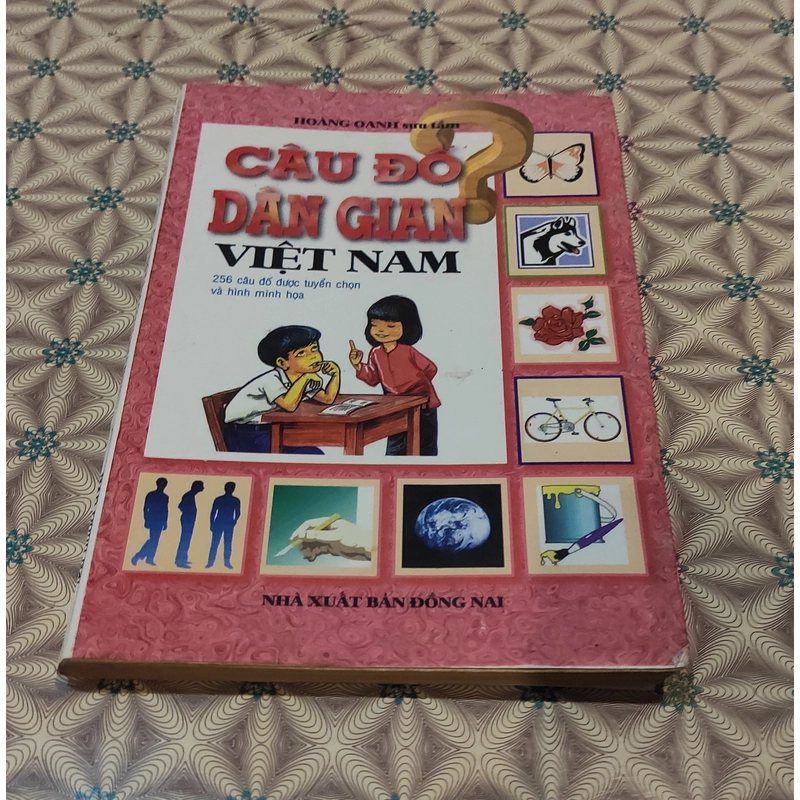 HOÀNG OANH sưu tầm
CÂU ĐỐ
DÂN GIAN
VIỆT NAM
256 câu đố được tuyển chọn
và hình minh họa
NHÀ XUẤT BẢN ĐỒNG NAI